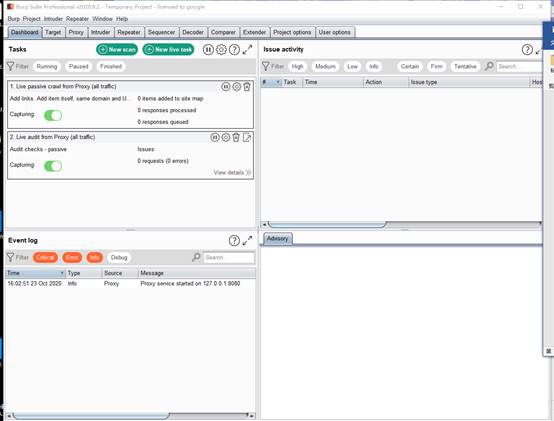 Burp Suite Professional v2020.9.2 - Temporary Project - licensed to google
Burp Project Intruder Repeater Window Help
Dashboard Target Proxy Intruder Repeater Sequencer Decoder Comparer Extender Project options User options
Tasks
New scan
New live task
Filter Running Paused Finished
1. Live passive crawl from Proxy (all traffic)
Add links. Add item itself, same domain and U...
0 items added to site map
Capturing:
0 responses processed
0 responses queued
2. Live audit from Proxy (all traffic)
Audit checks - passive
Issues:
Capturing:
0 requests (0 errors)
View details
Issue activity
Filter High Medium Low Info Certain Firm Tentative Search...
# Task Time Action Issue type Host
Event log
Filter Critical Error Info Debug Search...
Time Type Source Message
16:02:51 23 Oct 2020 Info Proxy Proxy service started on 127.0.0.1:8080
Advisory